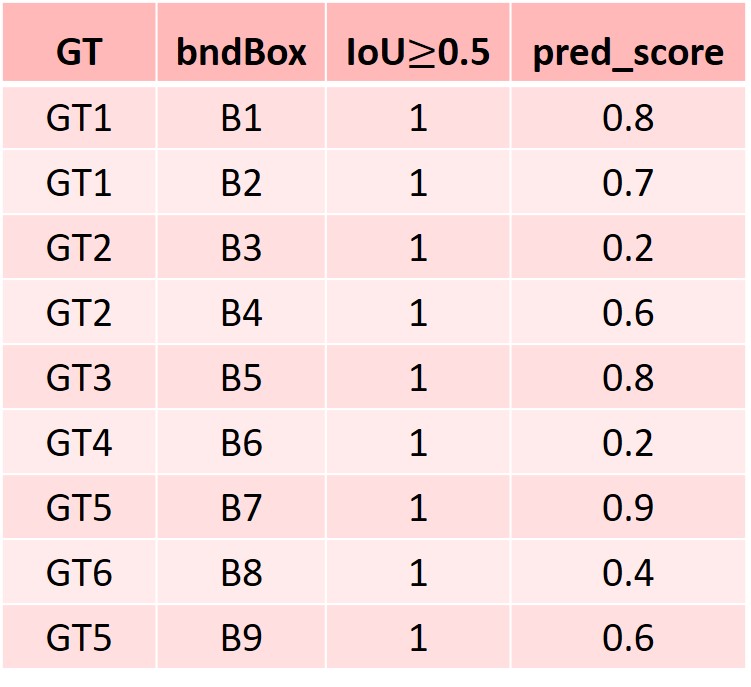 GT bndBox IoU≥0.5 pred_score
GT1 B1 1 0.8
GT1 B2 1 0.7
GT2 B3 1 0.2
GT2 B4 1 0.6
GT3 B5 1 0.8
GT4 B6 1 0.2
GT5 B7 1 0.9
GT6 B8 1 0.4
GT5 B9 1 0.6